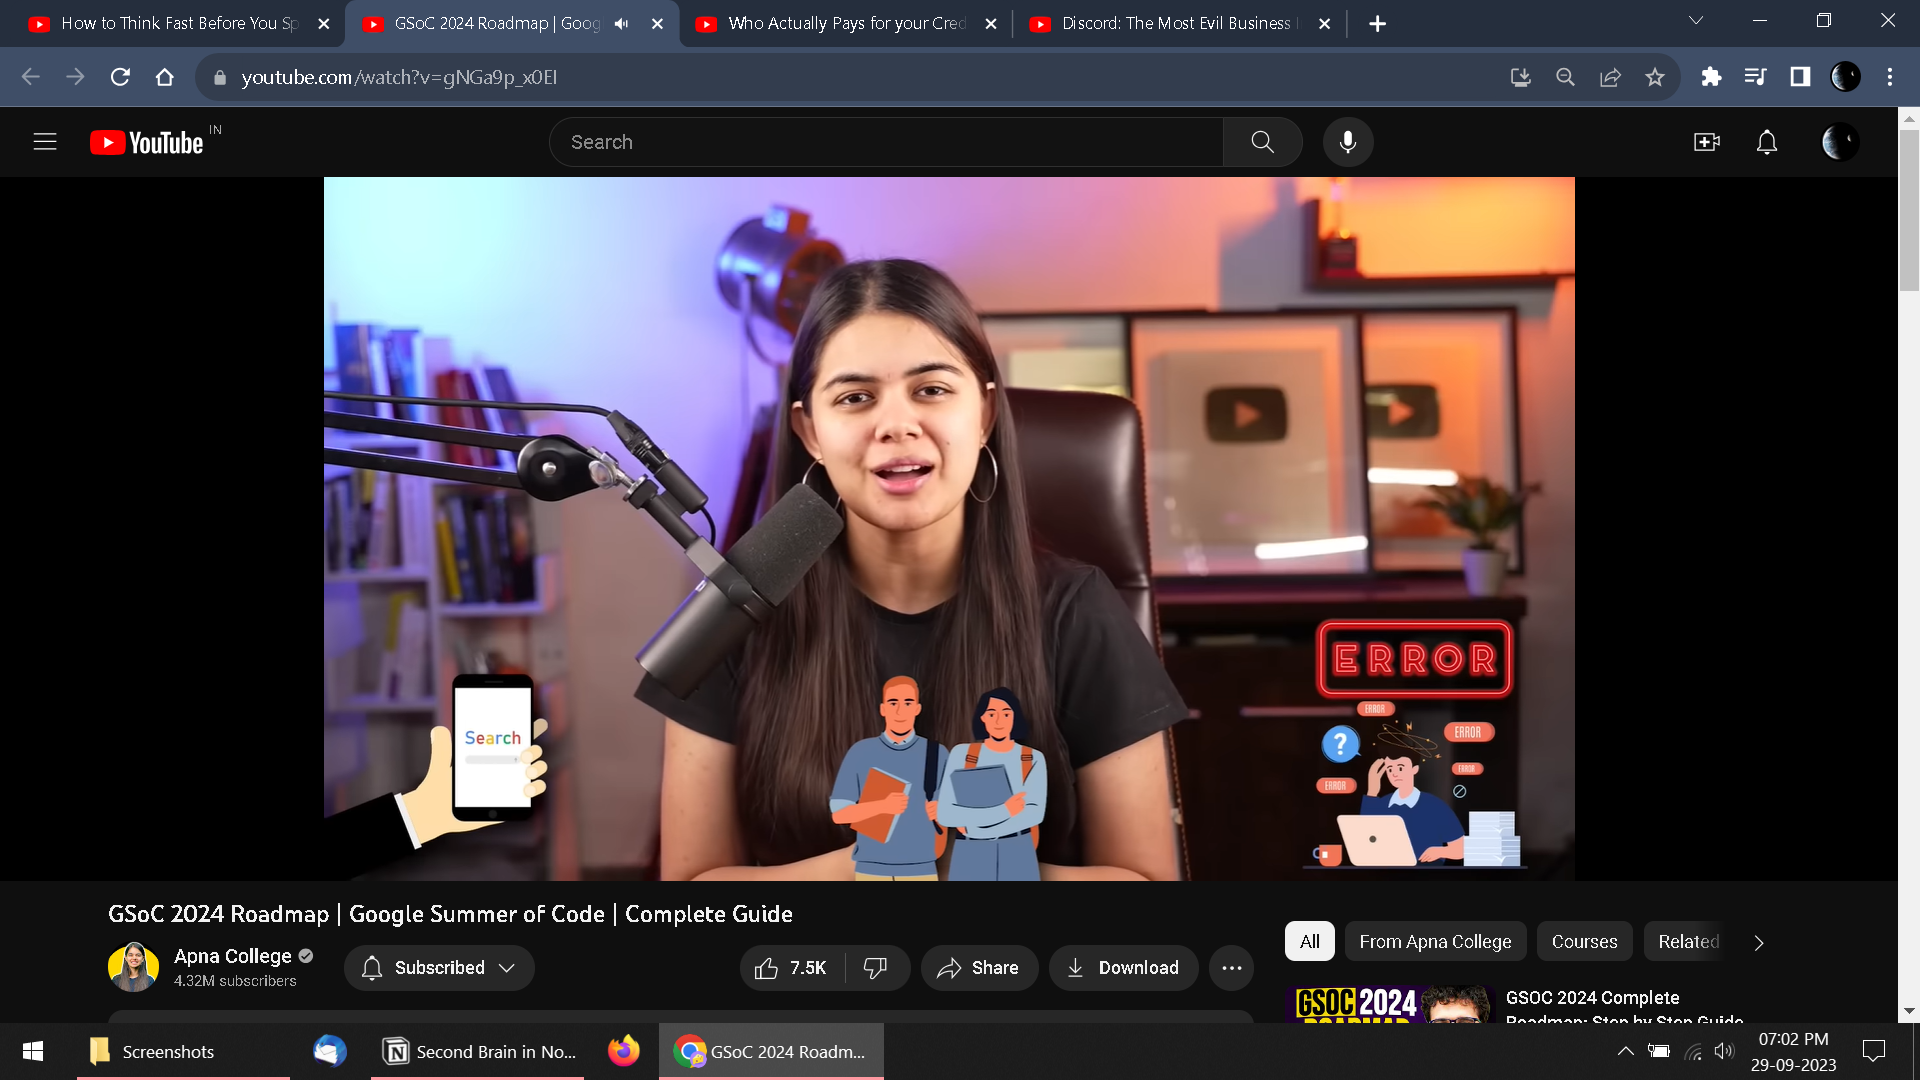 How to Think Fast Before You Sp
GSoC 2024 Roadmap | Goog
Who Actually Pays for your Cred
Discord: The Most Evil Business
youtube.com/watch?v=gNGa9p_x0EI
YouTube IN
Search
ERROR
ERROR
ERROR
ERROR
ERROR
?
Search
GSoC 2024 Roadmap | Google Summer of Code | Complete Guide
Apna College
4.32M subscribers
Subscribed
7.5K
Share
Download
All
From Apna College
Courses
Related
GSOC 2024
ROADMAP
GSOC 2024 Complete
Roadmap: Step by Step Guide
Screenshots
Second Brain in No...
GSoC 2024 Roadm...
07:02 PM
29-09-2023